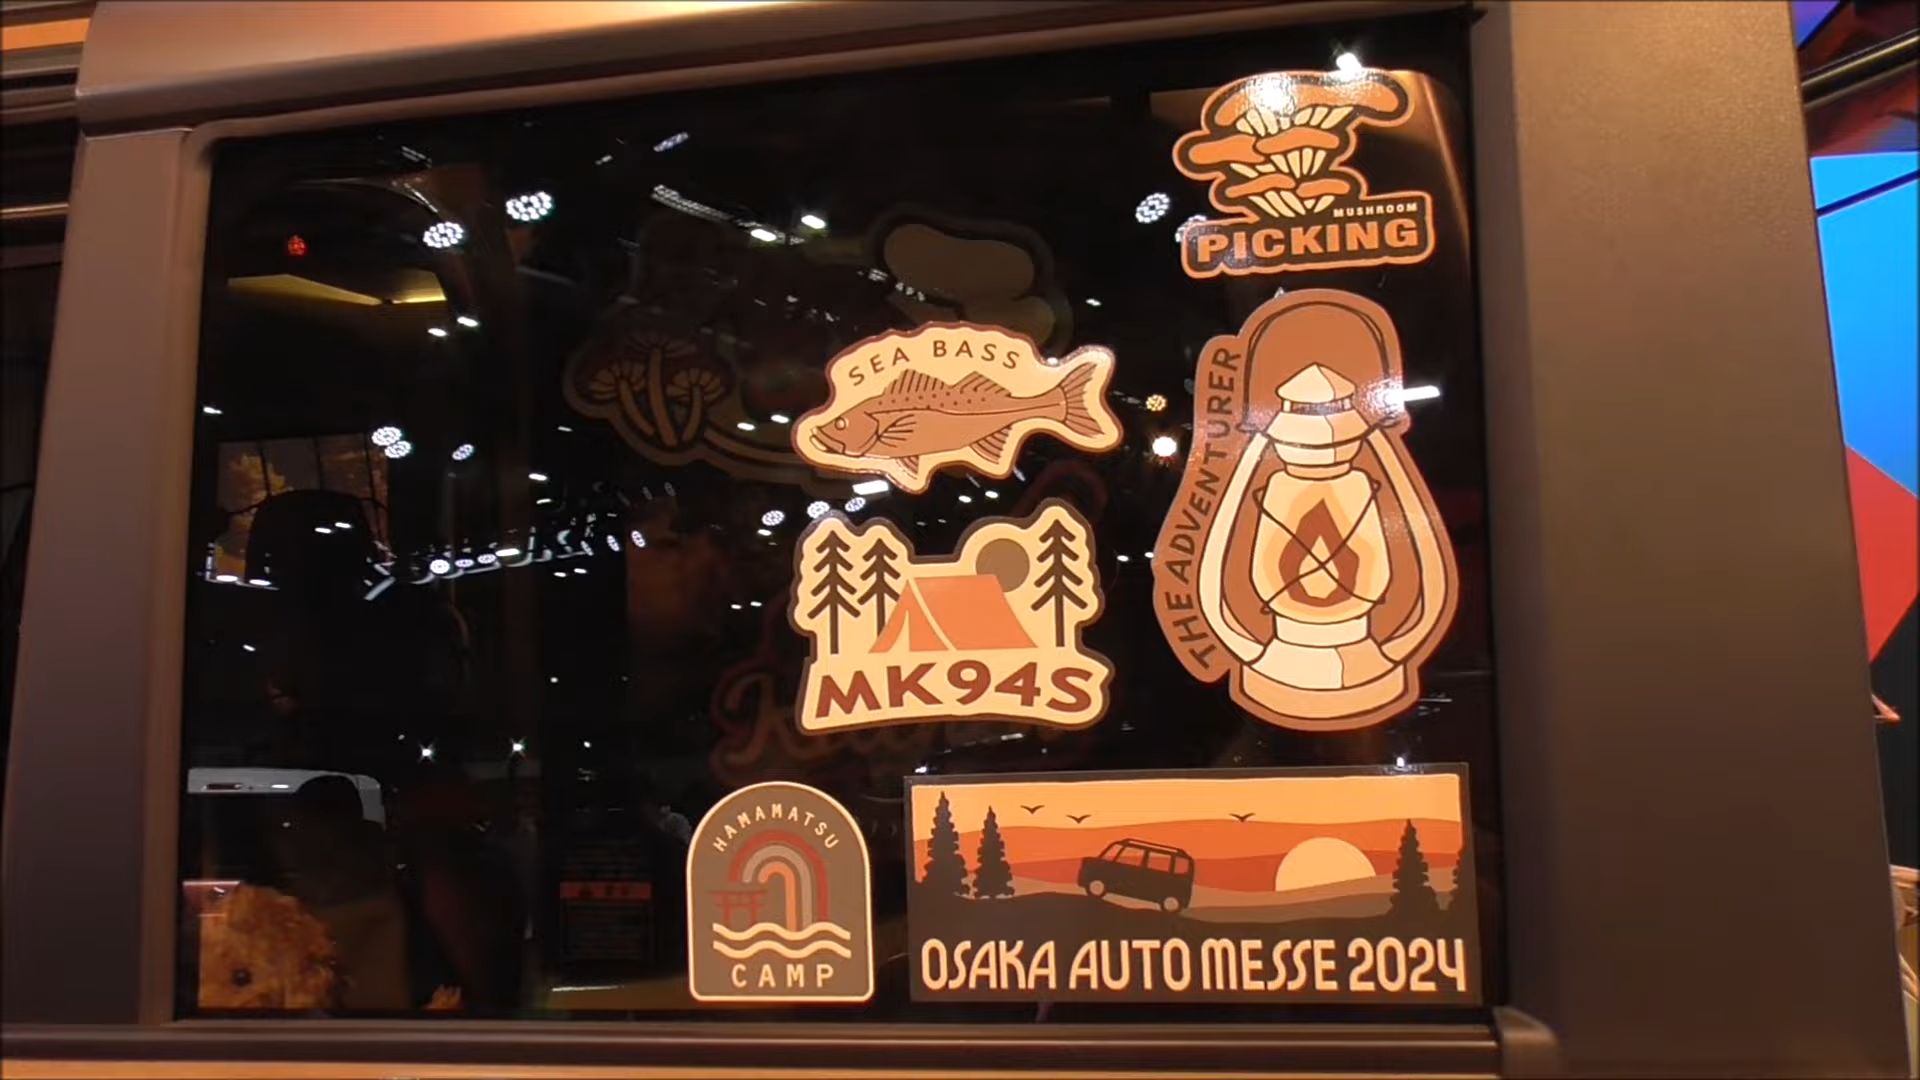 MUSHROOM
PICKING
SEA BASS
THE ADVENTURER
MK94S
HAMAMATSU
CAMP
OSAKA AUTO MESSE 2024